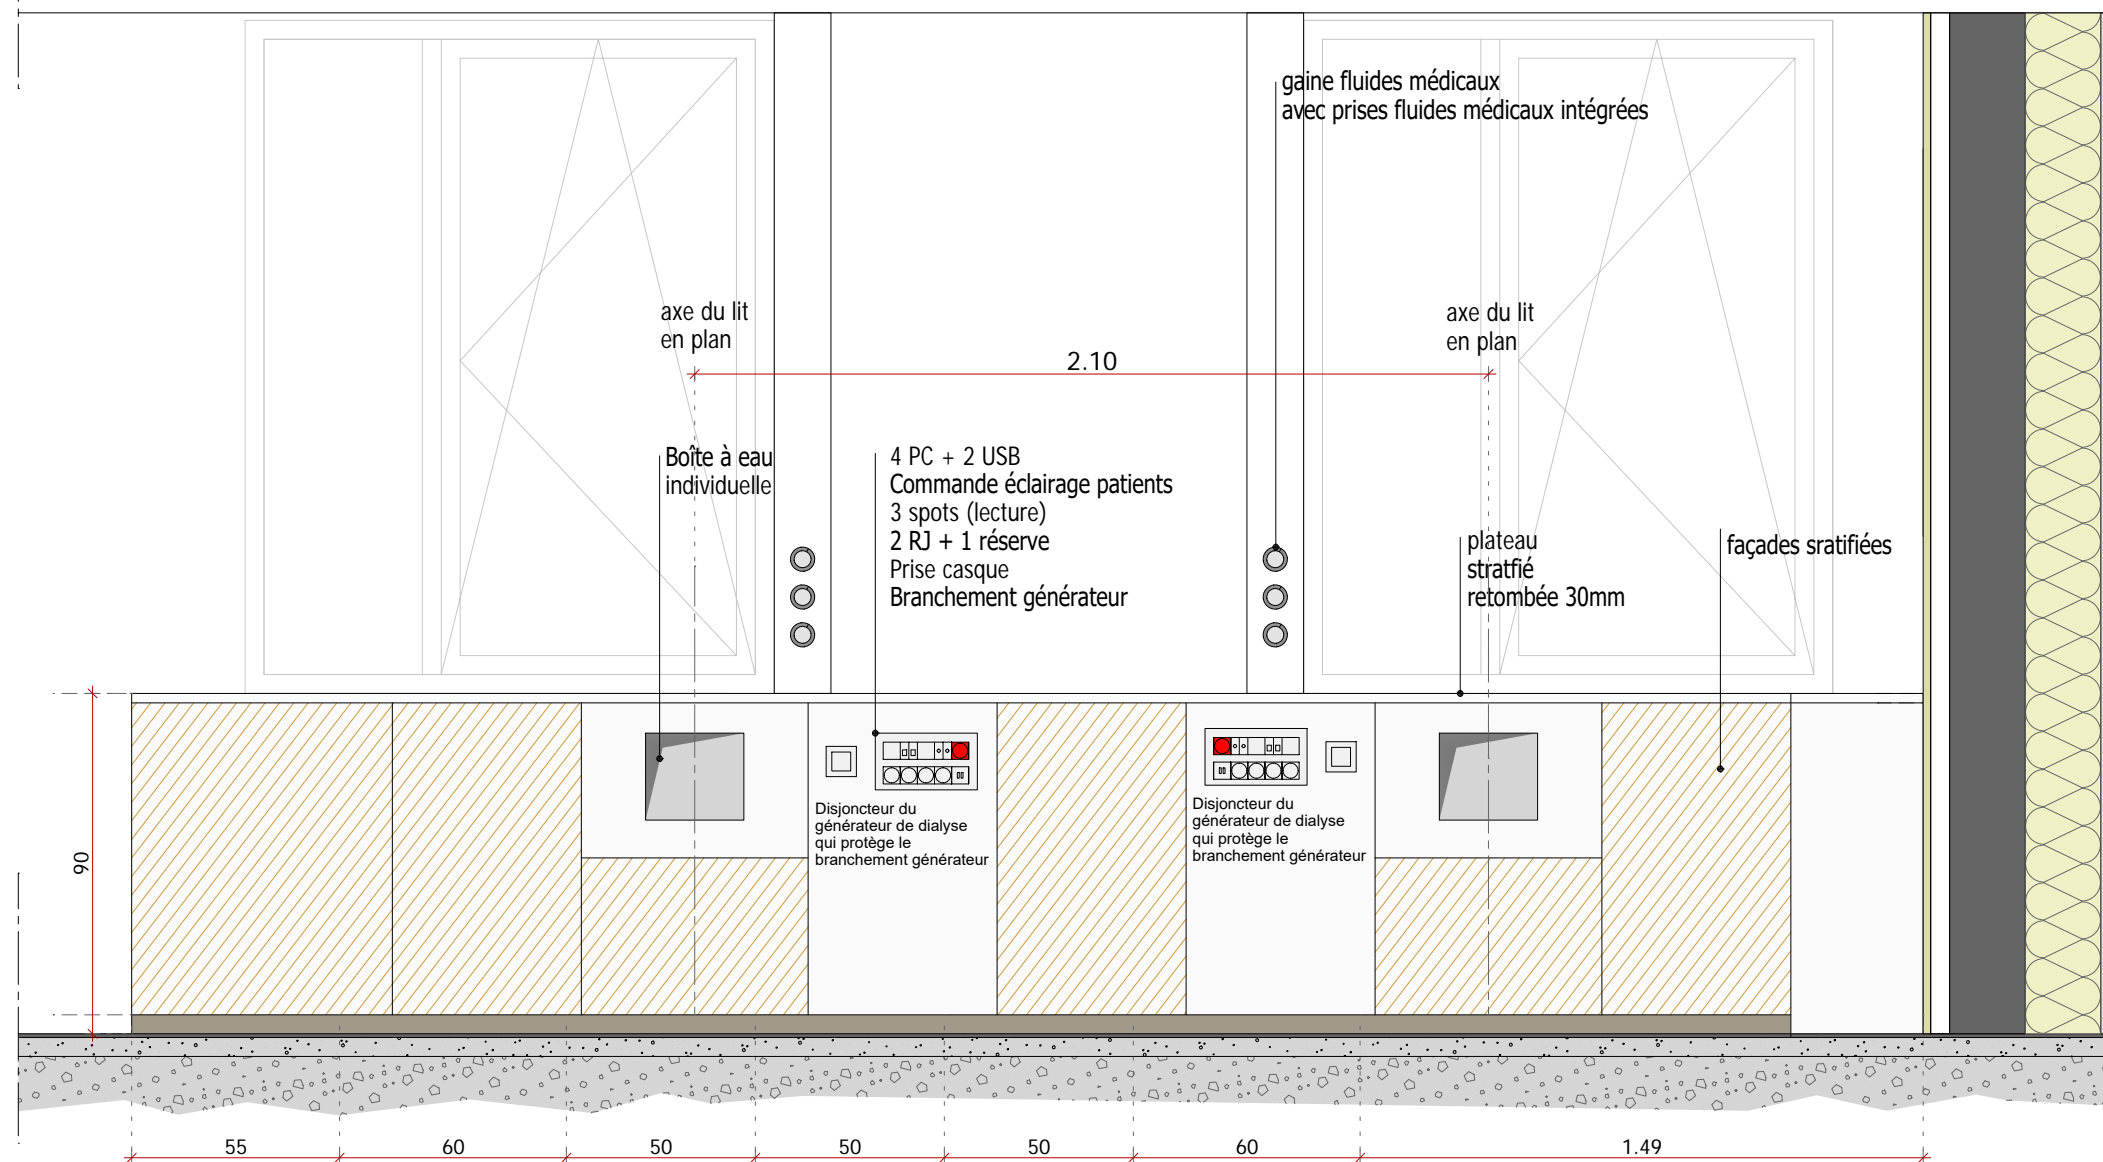 gaine fluides médicaux
avec prises fluides médicaux intégrées
axe du lit
en plan
axe du lit
en plan
2.10
Boîte à eau
individuelle
4 PC + 2 USB
Commande éclairage patients
3 spots (lecture)
2 RJ + 1 réserve
Prise casque
Branchement générateur
plateau
stratfié
retombée 30mm
façades sratifiées
Disjoncteur du
générateur de dialyse
qui protège le
branchement générateur
Disjoncteur du
générateur de dialyse
qui protège le
branchement générateur
90
55
60
50
50
50
60
1.49